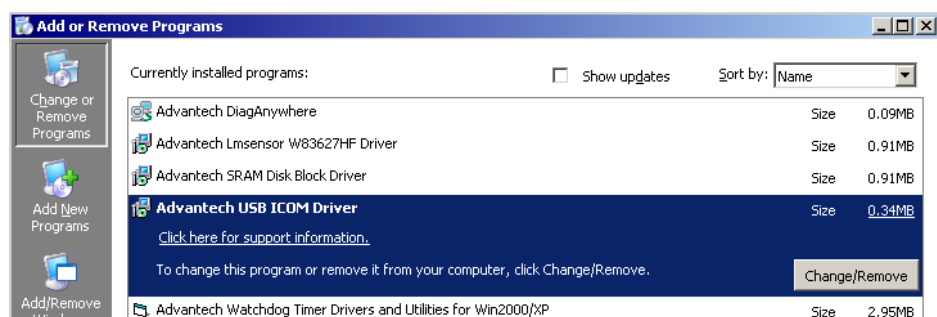 Add or Remove Programs
Change or
Remove
Programs
Add New
Programs
Add/Remove
Currently installed programs:
Show updates
Sort by: Name
Advantech DiagAnywhere Size 0.09MB
Advantech Lmsensor W83627HF Driver Size 0.91MB
Advantech SRAM Disk Block Driver Size 0.91MB
Advantech USB ICOM Driver Size 0.34MB
Click here for support information.
To change this program or remove it from your computer, click Change/Remove.
Change/Remove
Advantech Watchdog Timer Drivers and Utilities for Win2000/XP Size 2.95MB